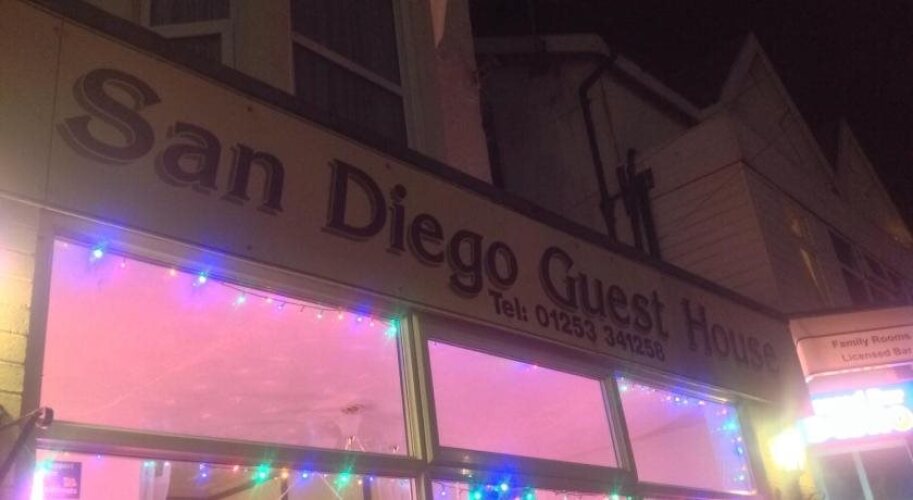 San Diego Guest House
Tel: 01253 341258
Family Rooms
Licensed Bar